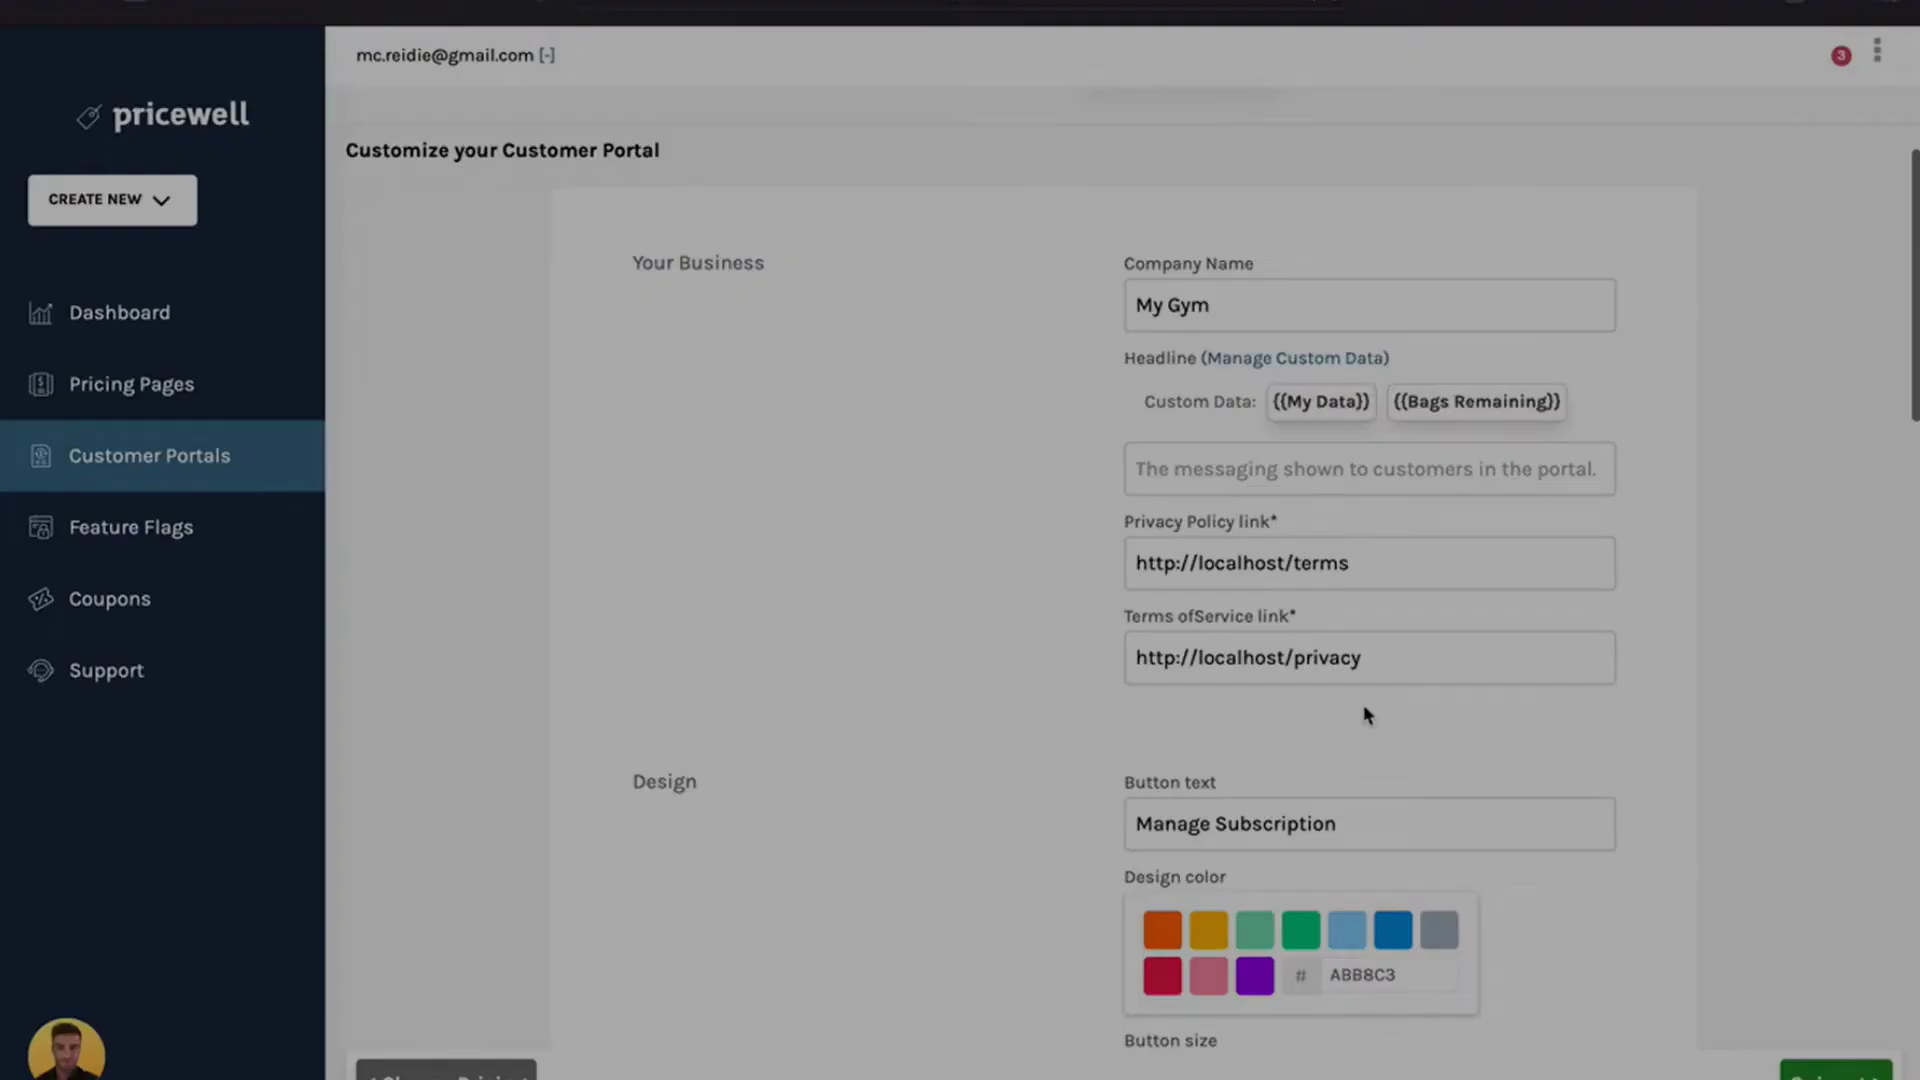 mc.reidie@gmail.com [-]
3
pricewell
CREATE NEW
Dashboard
Pricing Pages
Customer Portals
Feature Flags
Coupons
Support
Customize your Customer Portal
Your Business
Company Name
My Gym
Headline (Manage Custom Data)
Custom Data: {{My Data}} {{Bags Remaining}}
The messaging shown to customers in the portal.
Privacy Policy link*
http://localhost/terms
Terms ofService link*
http://localhost/privacy
Design
Button text
Manage Subscription
Design color
# ABB8C3
Button size